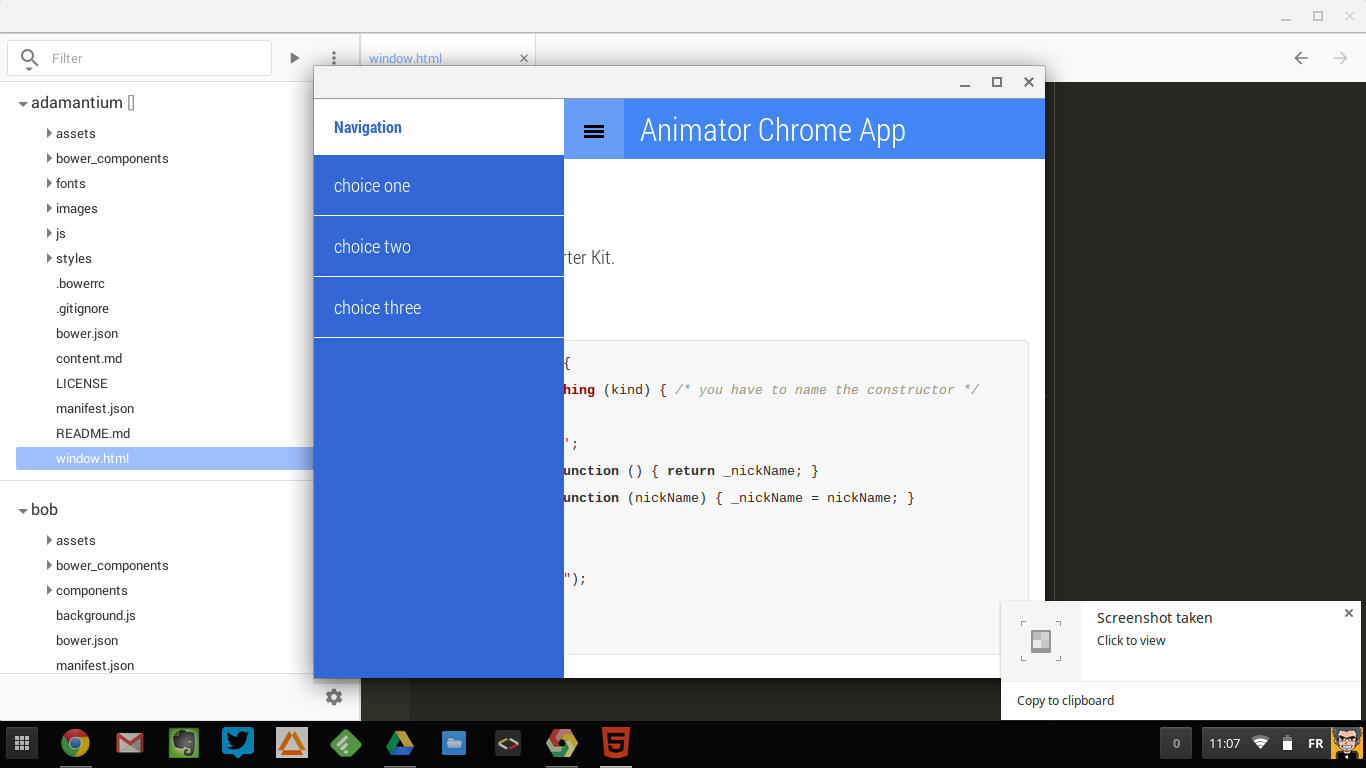 Filter
window.html
adamantium []
assets
bower_components
fonts
images
js
styles
.bowerrc
.gitignore
bower.json
content.md
LICENSE
manifest.json
README.md
window.html
bob
assets
bower_components
components
background.js
bower.json
manifest.json
Navigation
choice one
choice two
choice three
Animator Chrome App
rter Kit.
{
hing (kind) { /* you have to name the constructor */
';
unction () { return _nickName; }
unction (nickName) { _nickName = nickName; }
");
Screenshot taken
Click to view
Copy to clipboard
0
11:07
FR